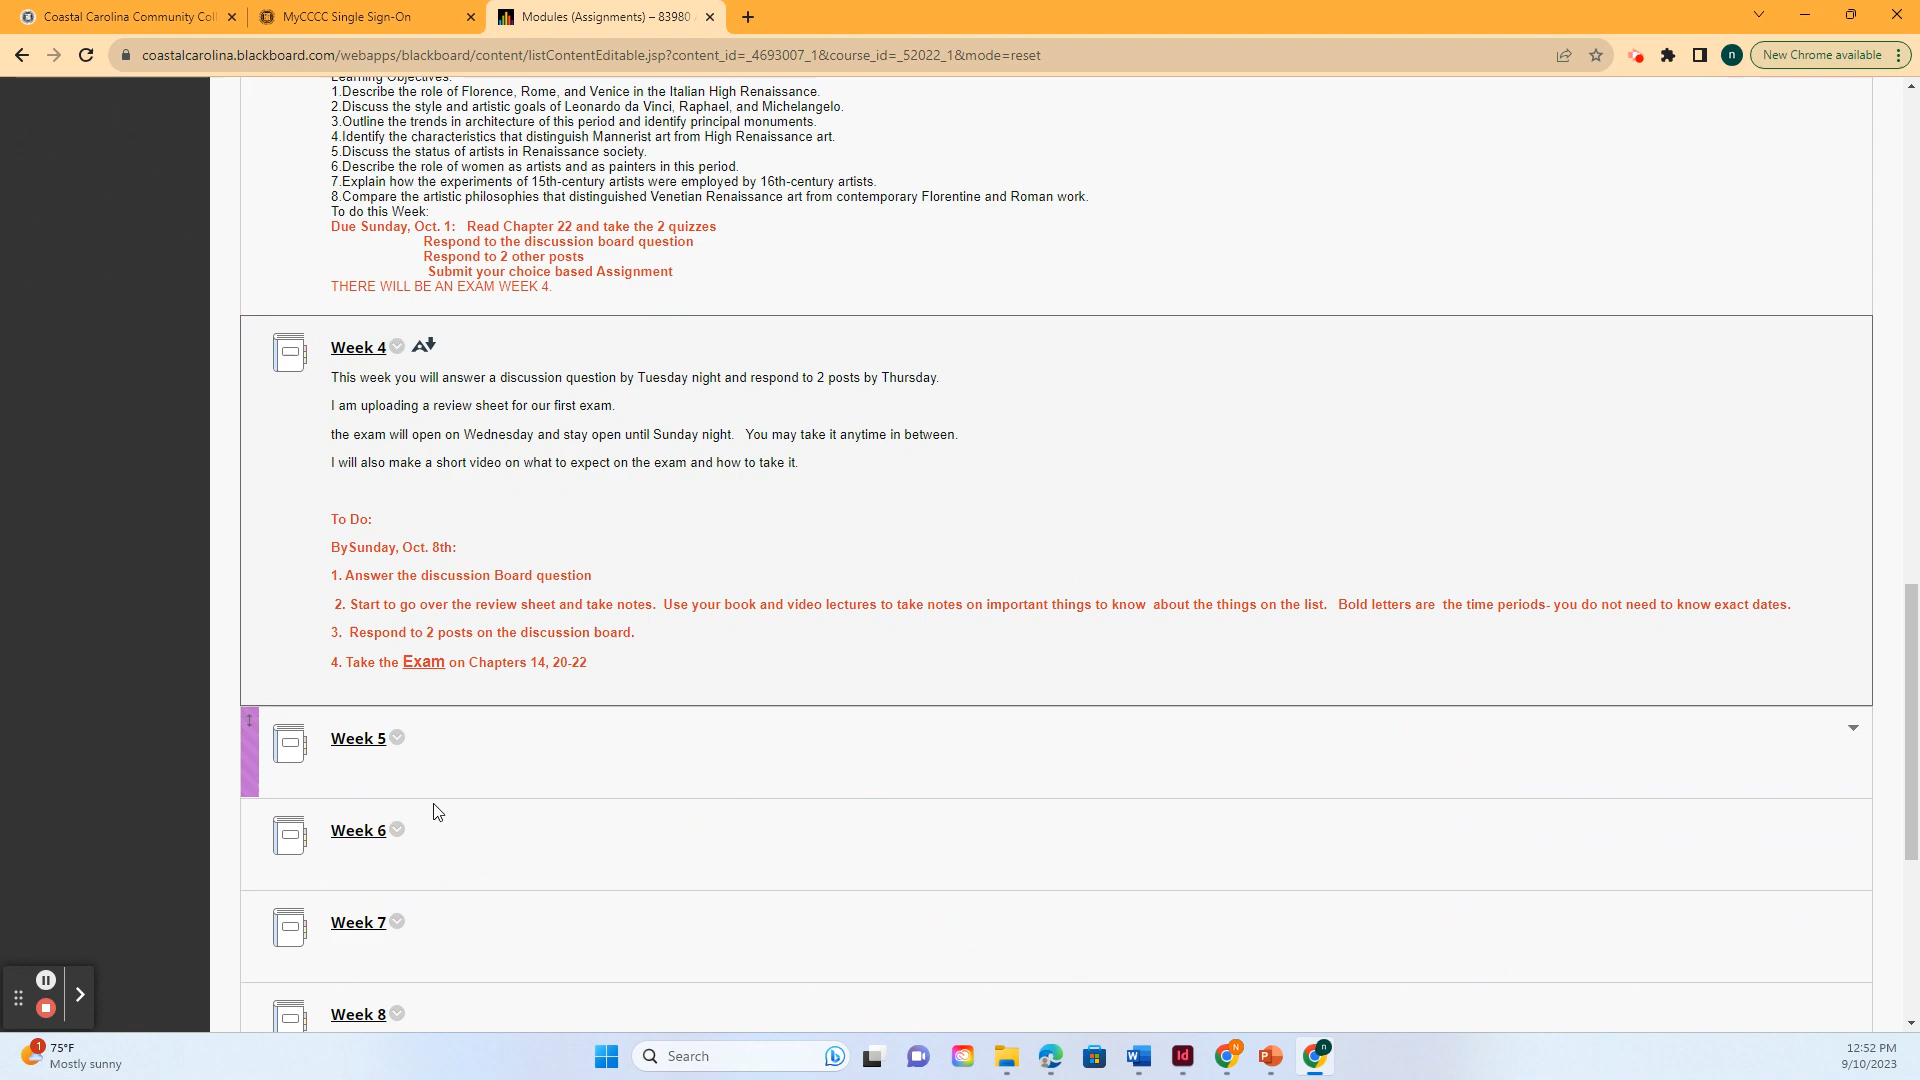 Coastal Carolina Community Coll
MyCCCC Single Sign-On
Modules (Assignments) – 83980
coastalcarolina.blackboard.com/webapps/blackboard/content/listContentEditable.jsp?content_id=_4693007_1&course_id=_52022_1&mode=reset
n
New Chrome available
Learning Objectives:
1.Describe the role of Florence, Rome, and Venice in the Italian High Renaissance.
2.Discuss the style and artistic goals of Leonardo da Vinci, Raphael, and Michelangelo.
3.Outline the trends in architecture of this period and identify principal monuments.
4.Identify the characteristics that distinguish Mannerist art from High Renaissance art.
5.Discuss the status of artists in Renaissance society.
6.Describe the role of women as artists and as painters in this period.
7.Explain how the experiments of 15th-century artists were employed by 16th-century artists.
8.Compare the artistic philosophies that distinguished Venetian Renaissance art from contemporary Florentine and Roman work.
To do this Week:
Due Sunday, Oct. 1: Read Chapter 22 and take the 2 quizzes
Respond to the discussion board question
Respond to 2 other posts
Submit your choice based Assignment
THERE WILL BE AN EXAM WEEK 4.
Week 4
This week you will answer a discussion question by Tuesday night and respond to 2 posts by Thursday.
I am uploading a review sheet for our first exam.
the exam will open on Wednesday and stay open until Sunday night. You may take it anytime in between.
I will also make a short video on what to expect on the exam and how to take it.
To Do:
BySunday, Oct. 8th:
1. Answer the discussion Board question
2. Start to go over the review sheet and take notes. Use your book and video lectures to take notes on important things to know about the things on the list. Bold letters are the time periods- you do not need to know exact dates.
3. Respond to 2 posts on the discussion board.
4. Take the Exam on Chapters 14, 20-22
Week 5
Week 6
Week 7
Week 8
1
75°F
Mostly sunny
Search
12:52 PM
9/10/2023